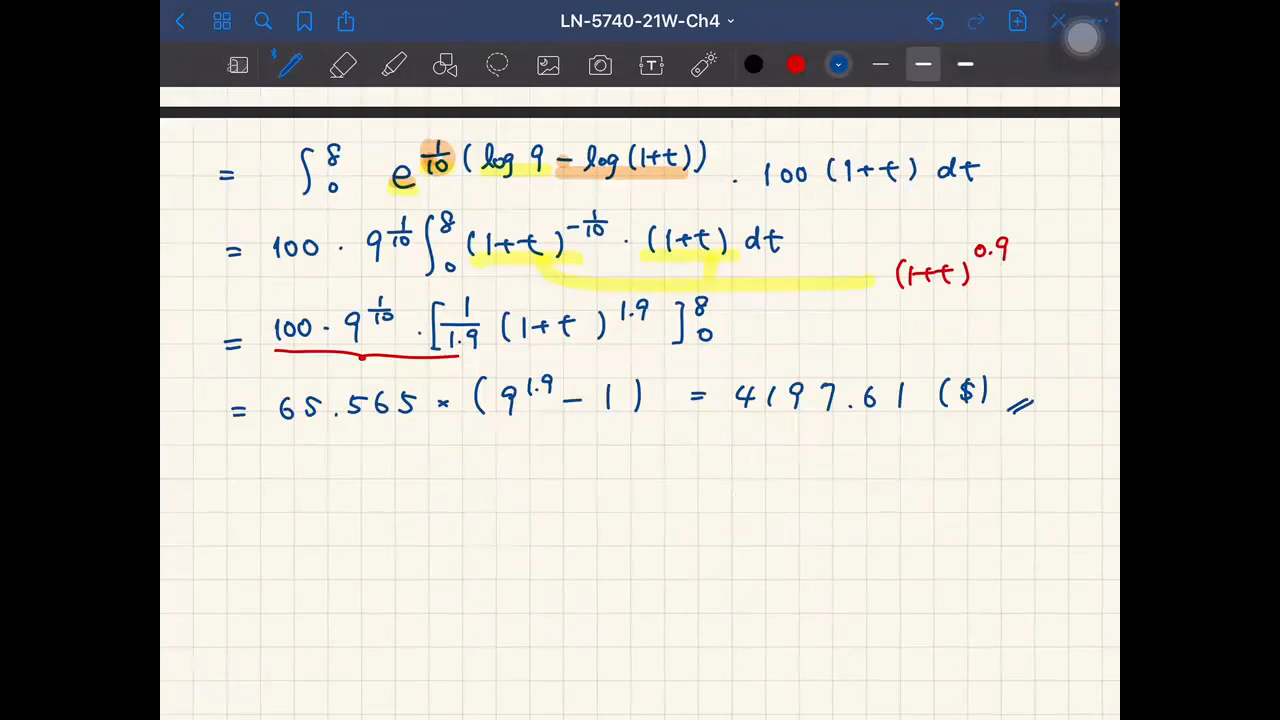 LN-5740-21W-Ch4
= ∫₀⁸ e^{1/10 (log 9 − log(1+t))} · 100 (1+t) dt
= 100 · 9^{1/10} ∫₀⁸ (1+t)^{−1/10} · (1+t) dt
(1+t)^{0.9}
= 100 · 9^{1/10} · [1/1.9 (1+t)^{1.9}]₀⁸
= 65.565 × (9^{1.9} − 1) = 4197.61 ($) //